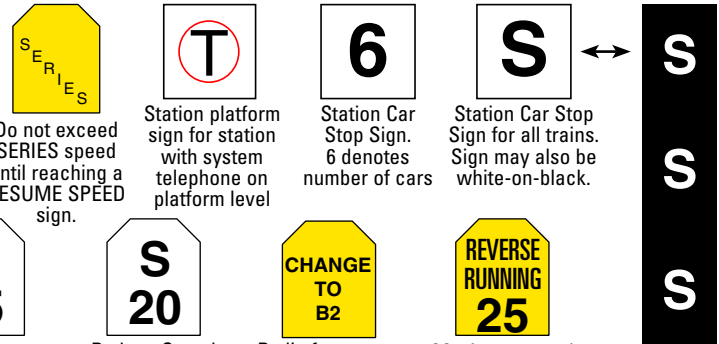 SERIES
T
6
S
S
Do not exceed
SERIES speed
until reaching a
RESUME SPEED
sign.
Station platform
sign for station
with system
telephone on
platform level
Station Car
Stop Sign.
6 denotes
number of cars
Station Car Stop
Sign for all trains.
Sign may also be
white-on-black.
S
S
S
20
CHANGE
TO
B2
REVERSE
RUNNING
25